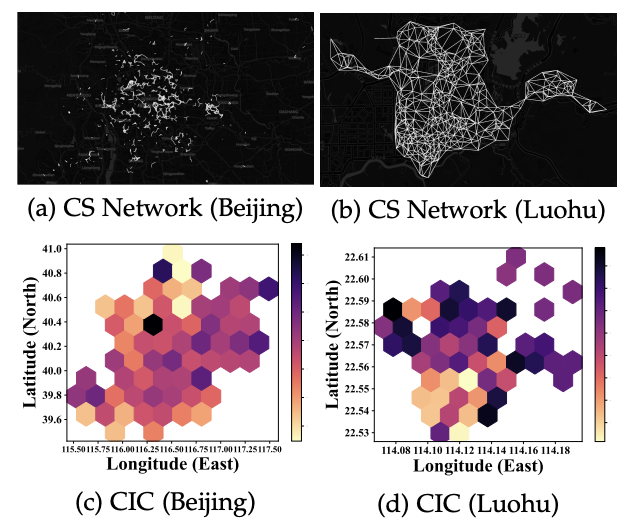 (a) CS Network (Beijing)
(b) CS Network (Luohu)
41.0
40.8
40.6
40.4
40.2
40.0
39.8
39.6
Latitude (North)
115.50 115.75 116.00 116.25 116.50 116.75 117.00 117.25 117.50
Longitude (East)
22.61
22.60
22.59
22.58
22.57
22.56
22.55
22.54
22.53
Latitude (North)
114.08 114.10 114.12 114.14 114.16 114.18
Longitude (East)
(c) CIC (Beijing)
(d) CIC (Luohu)